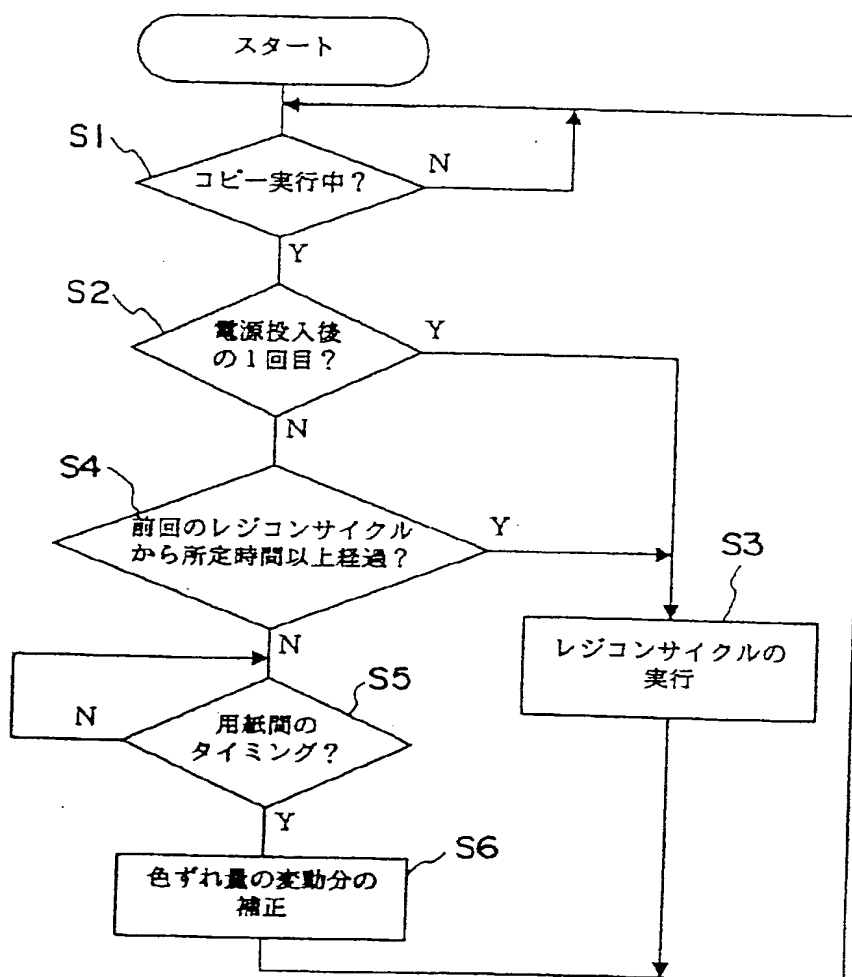 スタート
S1
コピー実行中？
N
Y
S2
電源投入後
の１回目？
Y
N
S4
前回のレジコンサイクル
から所定時間以上経過？
Y
N
S3
レジコンサイクルの
実行
S5
用紙間の
タイミング？
N
Y
S6
色ずれ量の変動分の
補正